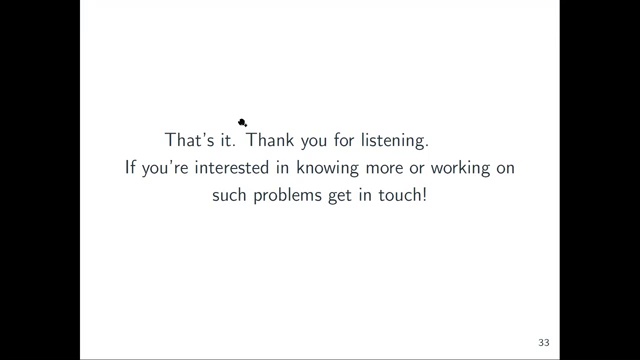 That's it. Thank you for listening.
If you're interested in knowing more or working on
such problems get in touch!
33